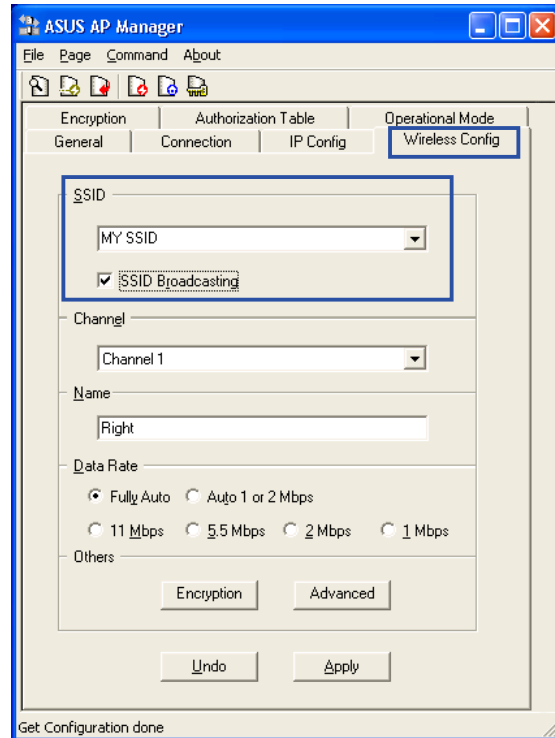 ASUS AP Manager
File Page Command About
Encryption Authorization Table Operational Mode
General Connection IP Config Wireless Config
SSID
MY SSID
SSID Broadcasting
Channel
Channel 1
Name
Right
Data Rate
Fully Auto Auto 1 or 2 Mbps
11 Mbps 5.5 Mbps 2 Mbps 1 Mbps
Others
Encryption Advanced
Undo Apply
Get Configuration done